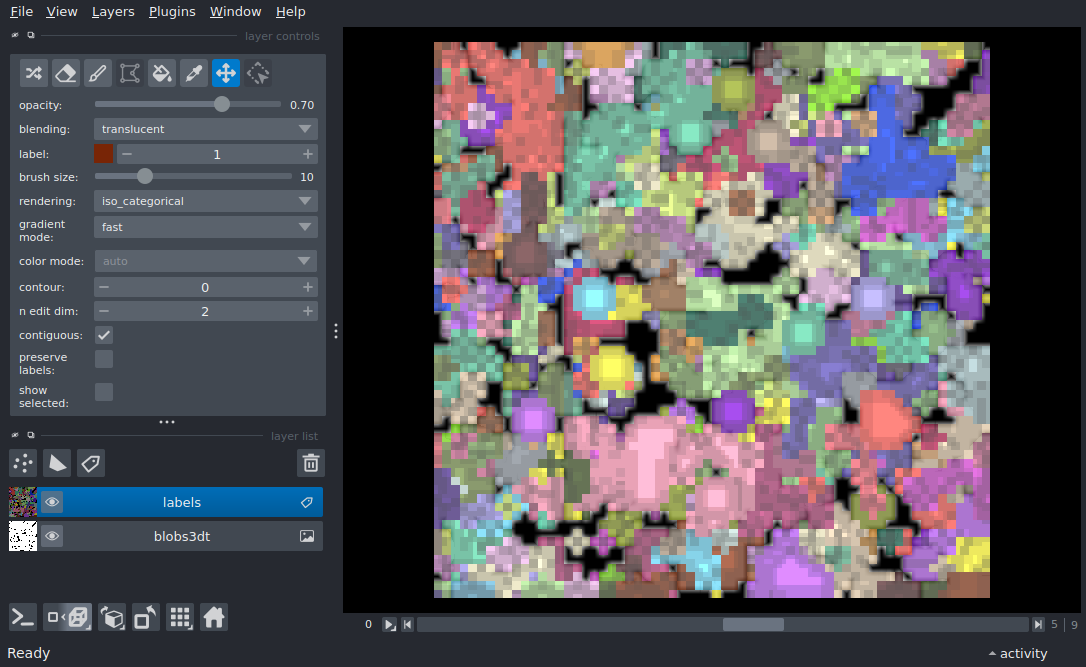 File View Layers Plugins Window Help
layer controls
opacity: 0.70
blending: translucent
label: 1
brush size: 10
rendering: iso_categorical
gradient
mode: fast
color mode: auto
contour: 0
n edit dim: 2
contiguous:
preserve
labels:
show
selected:
layer list
labels
blobs3dt
0 5 | 9
Ready activity